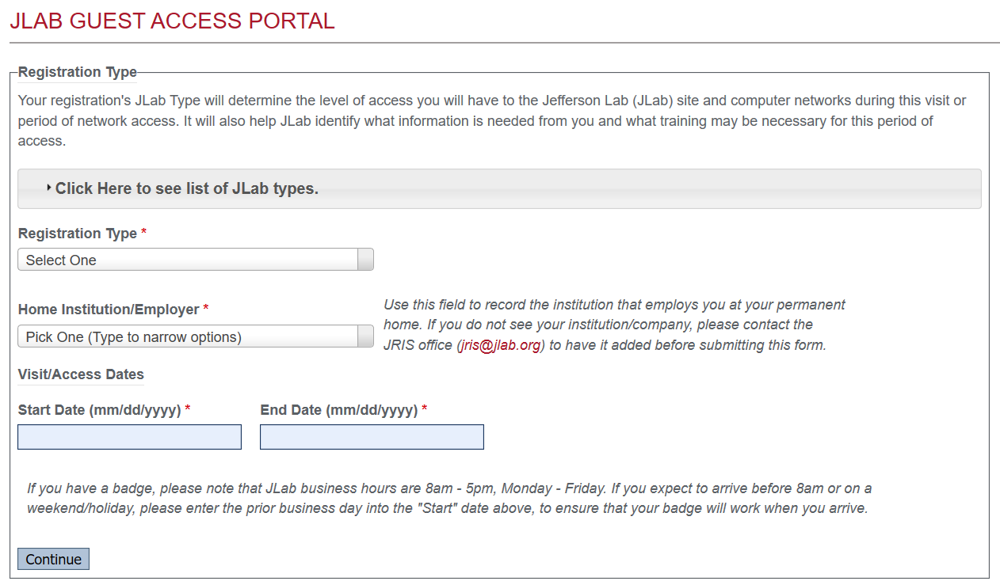 JLAB GUEST ACCESS PORTAL
Registration Type
Your registration's JLab Type will determine the level of access you will have to the Jefferson Lab (JLab) site and computer networks during this visit or
period of network access. It will also help JLab identify what information is needed from you and what training may be necessary for this period of
access.
Click Here to see list of JLab types.
Registration Type *
Select One
Home Institution/Employer *
Pick One (Type to narrow options)
Use this field to record the institution that employs you at your permanent
home. If you do not see your institution/company, please contact the
JRIS office (jris@jlab.org) to have it added before submitting this form.
Visit/Access Dates
Start Date (mm/dd/yyyy) *
End Date (mm/dd/yyyy) *
If you have a badge, please note that JLab business hours are 8am - 5pm, Monday - Friday. If you expect to arrive before 8am or on a
weekend/holiday, please enter the prior business day into the "Start" date above, to ensure that your badge will work when you arrive.
Continue